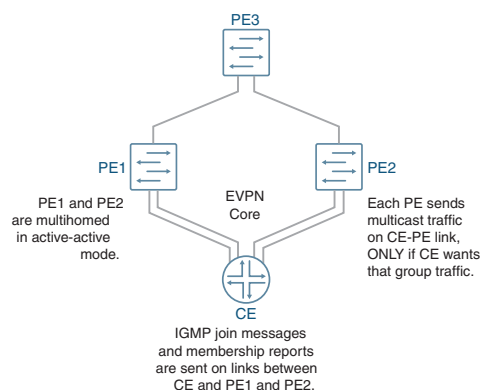 PE3
PE1
PE2
PE1 and PE2
are multihomed
in active-active
mode.
EVPN
Core
Each PE sends
multicast traffic
on CE-PE link,
ONLY if CE wants
that group traffic.
CE
IGMP join messages
and membership reports
are sent on links between
CE and PE1 and PE2.